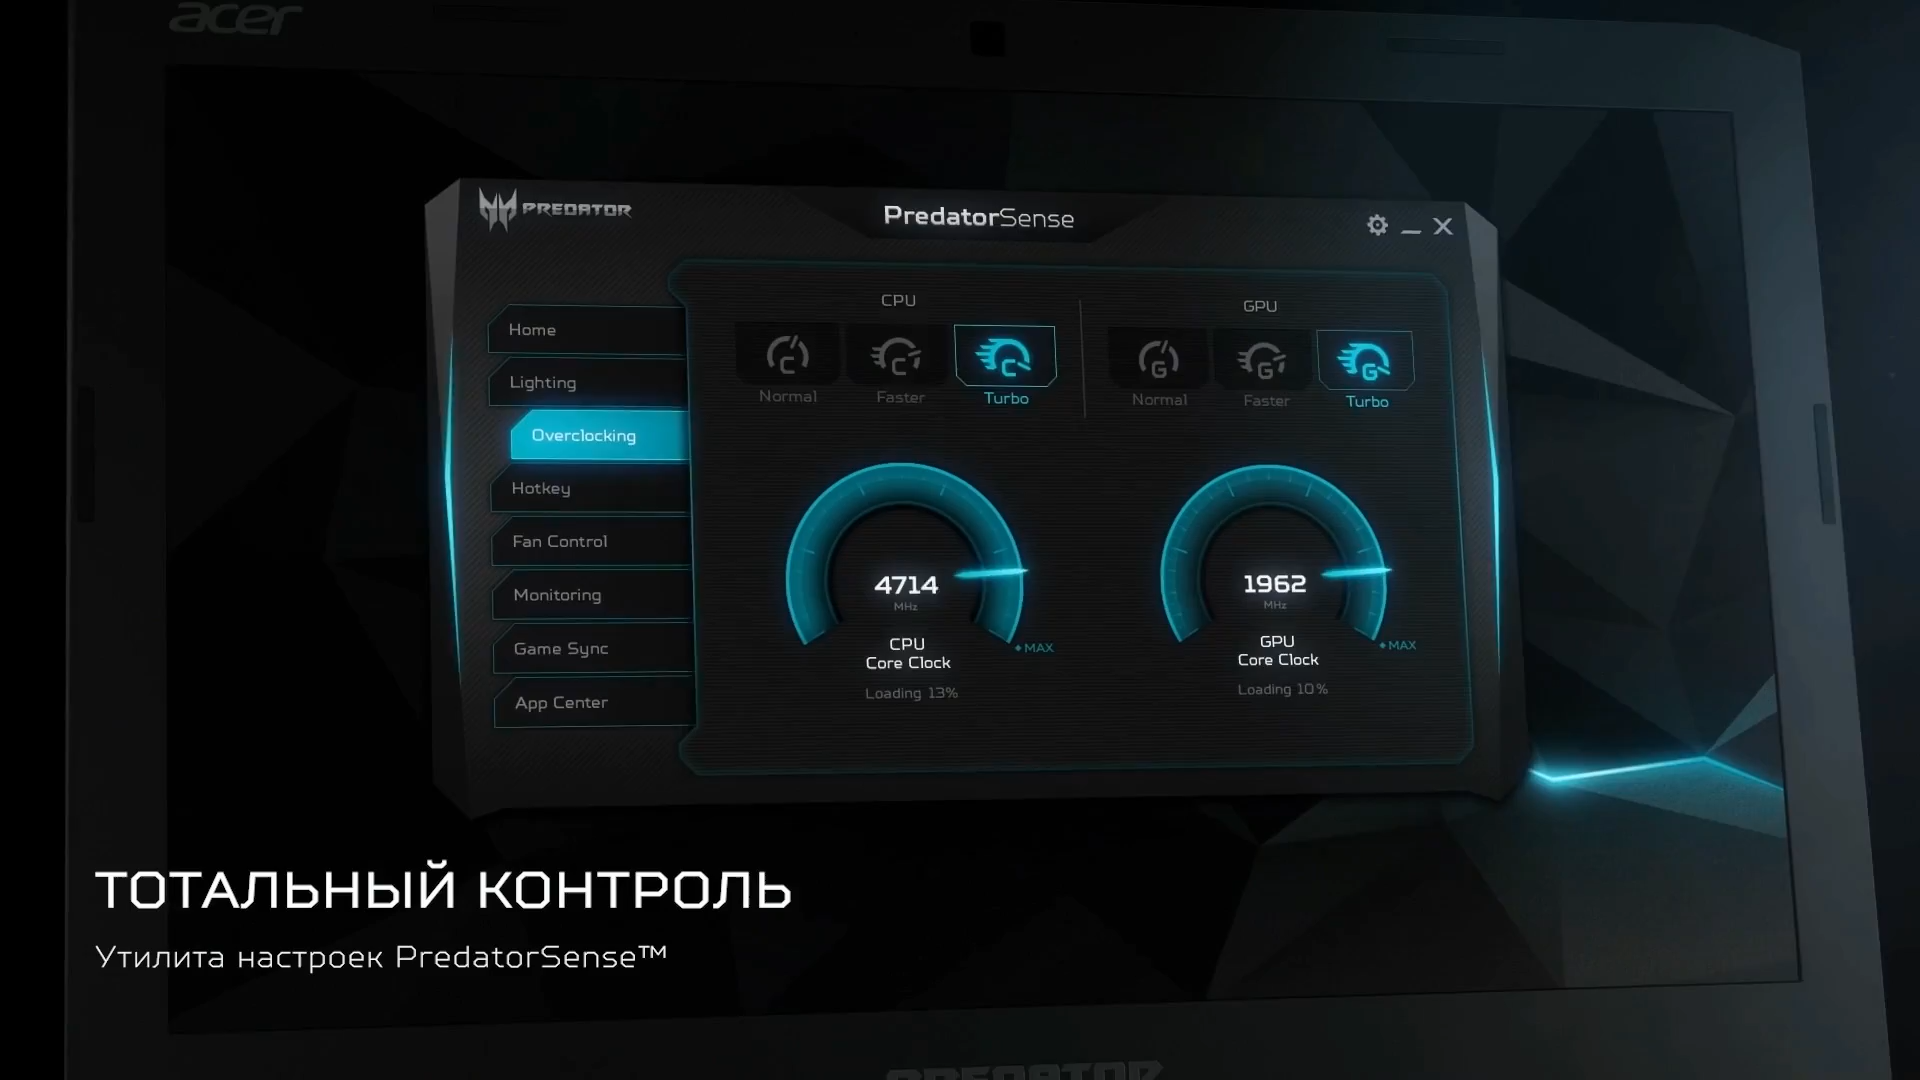 acer
PREDATOR
PredatorSense
Home
Lighting
Overclocking
Hotkey
Fan Control
Monitoring
Game Sync
App Center
CPU
Normal
Faster
Turbo
GPU
Normal
Faster
Turbo
4714
MHz
CPU
Core Clock
Loading 13%
MAX
1962
MHz
GPU
Core Clock
Loading 10%
MAX
ТОТАЛЬНЫЙ КОНТРОЛЬ
Утилита настроек PredatorSense™
PREDATOR